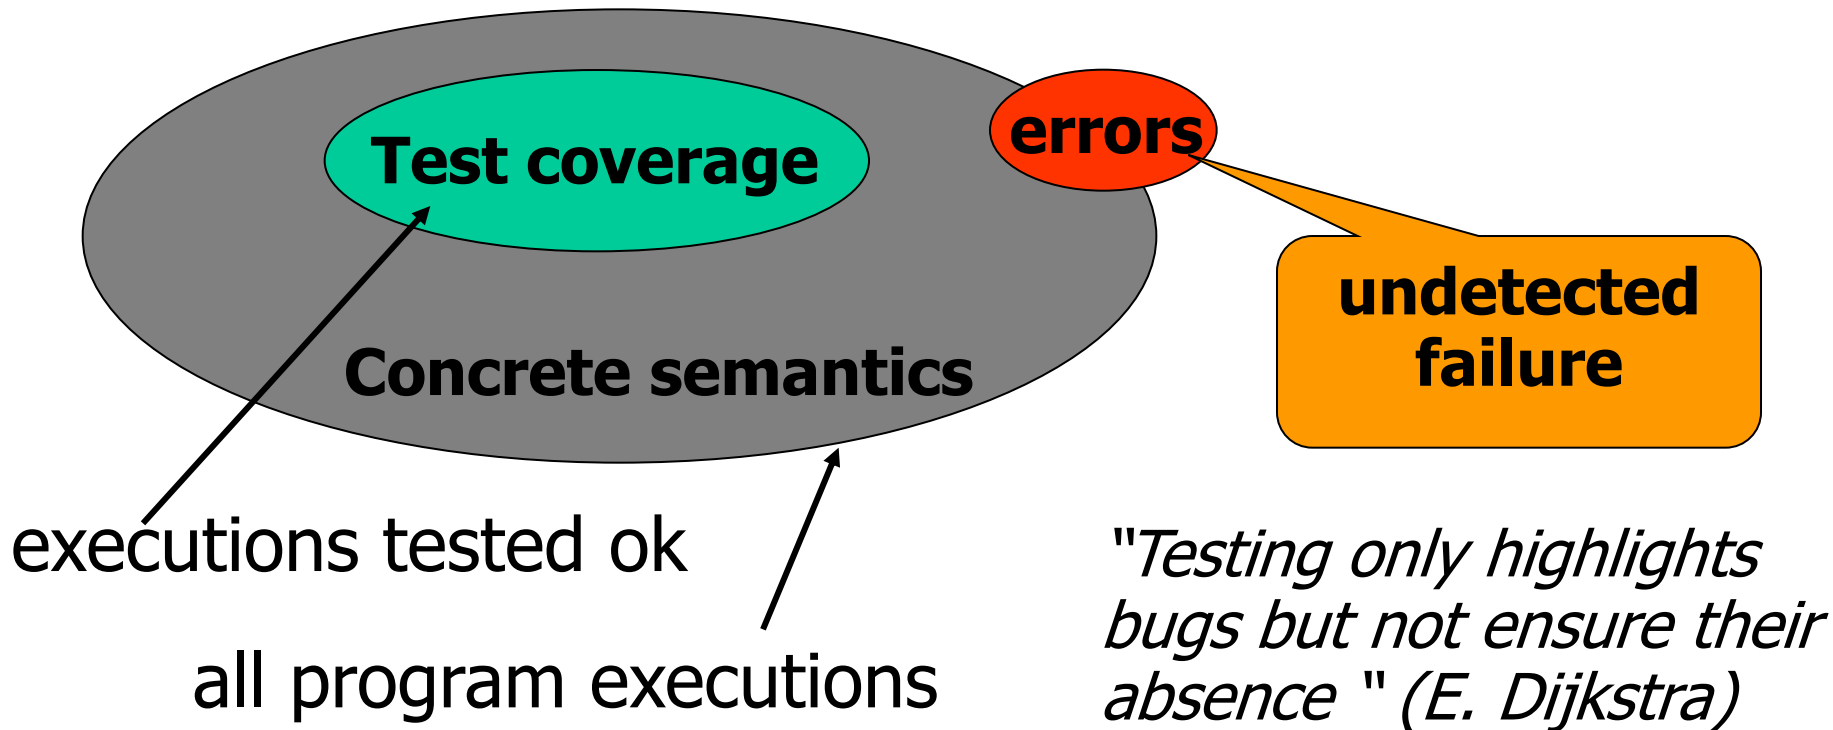 Test coverage
errors
undetected
failure
Concrete semantics
executions tested ok
all program executions
"Testing only highlights
bugs but not ensure their
absence " (E. Dijkstra)